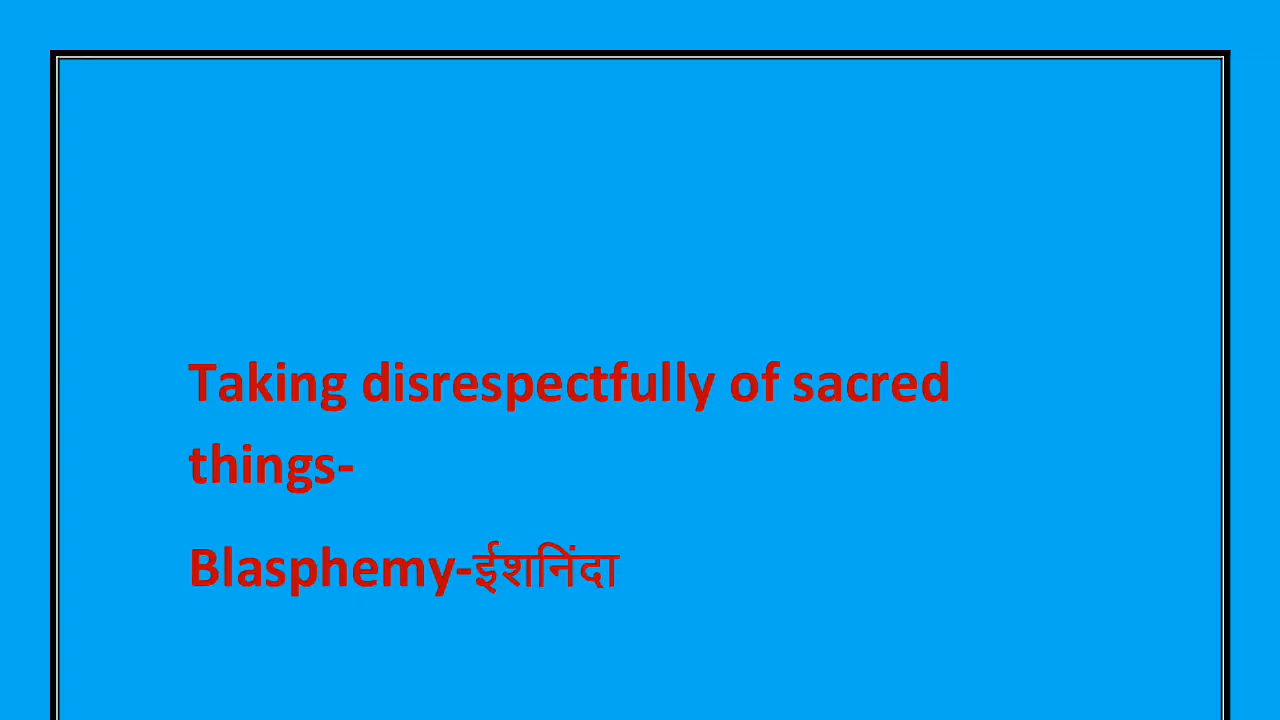 Taking disrespectfully of sacred
things-
Blasphemy-ईशनिंदा